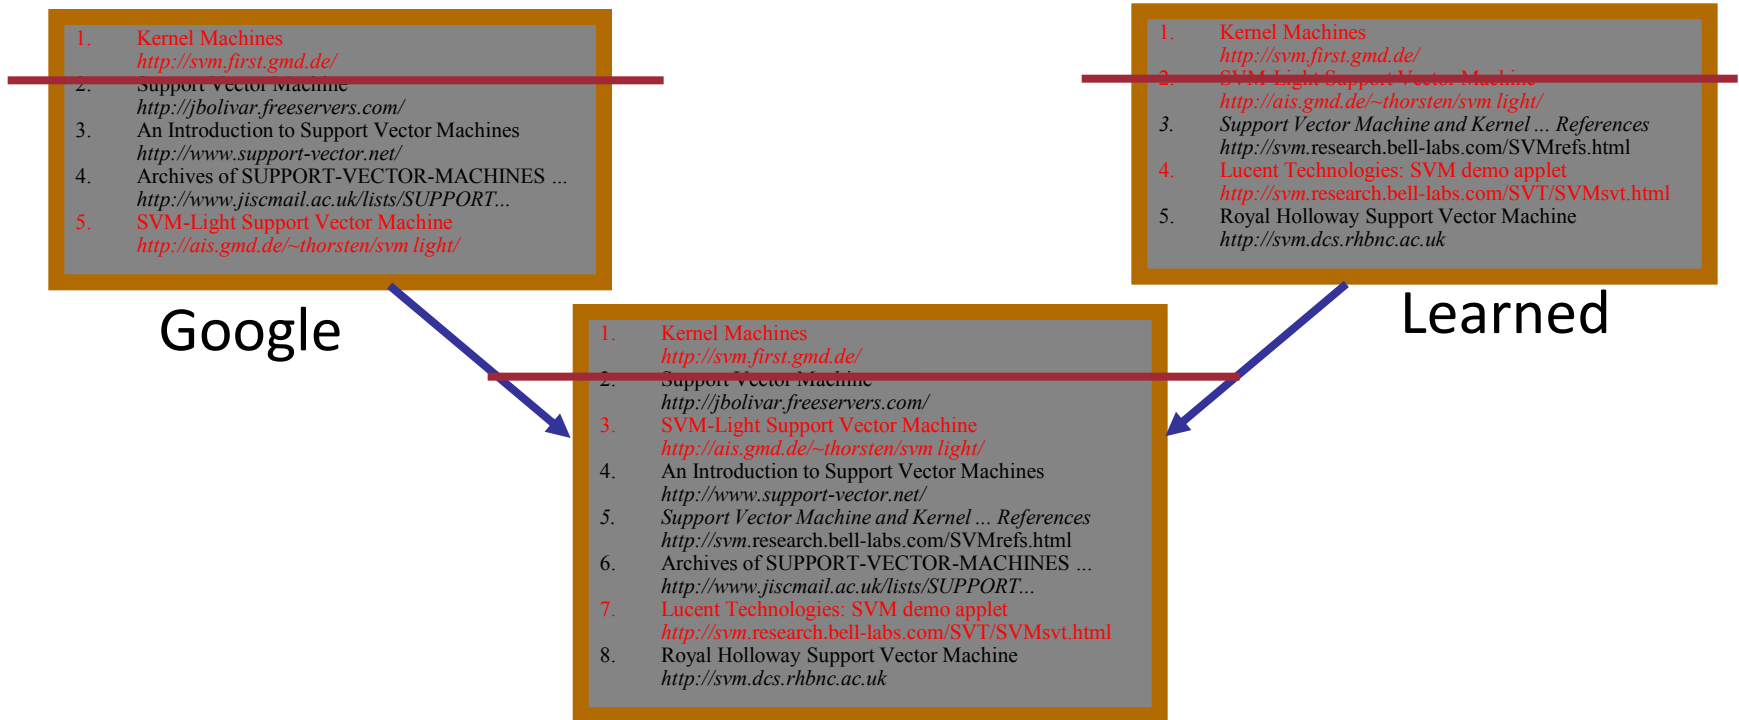 1. Kernel Machines
http://svm.first.gmd.de/
2. Support Vector Machine
http://jbolivar.freeservers.com/
3. An Introduction to Support Vector Machines
http://www.support-vector.net/
4. Archives of SUPPORT-VECTOR-MACHINES ...
http://www.jiscmail.ac.uk/lists/SUPPORT...
5. SVM-Light Support Vector Machine
http://ais.gmd.de/~thorsten/svm light/
Google
1. Kernel Machines
http://svm.first.gmd.de/
2. SVM-Light Support Vector Machine
http://ais.gmd.de/~thorsten/svm light/
3. Support Vector Machine and Kernel ... References
http://svm.research.bell-labs.com/SVMrefs.html
4. Lucent Technologies: SVM demo applet
http://svm.research.bell-labs.com/SVT/SVMsvt.html
5. Royal Holloway Support Vector Machine
http://svm.dcs.rhbnc.ac.uk
Learned
1. Kernel Machines
http://svm.first.gmd.de/
2. Support Vector Machine
http://jbolivar.freeservers.com/
3. SVM-Light Support Vector Machine
http://ais.gmd.de/~thorsten/svm light/
4. An Introduction to Support Vector Machines
http://www.support-vector.net/
5. Support Vector Machine and Kernel ... References
http://svm.research.bell-labs.com/SVMrefs.html
6. Archives of SUPPORT-VECTOR-MACHINES ...
http://www.jiscmail.ac.uk/lists/SUPPORT...
7. Lucent Technologies: SVM demo applet
http://svm.research.bell-labs.com/SVT/SVMsvt.html
8. Royal Holloway Support Vector Machine
http://svm.dcs.rhbnc.ac.uk